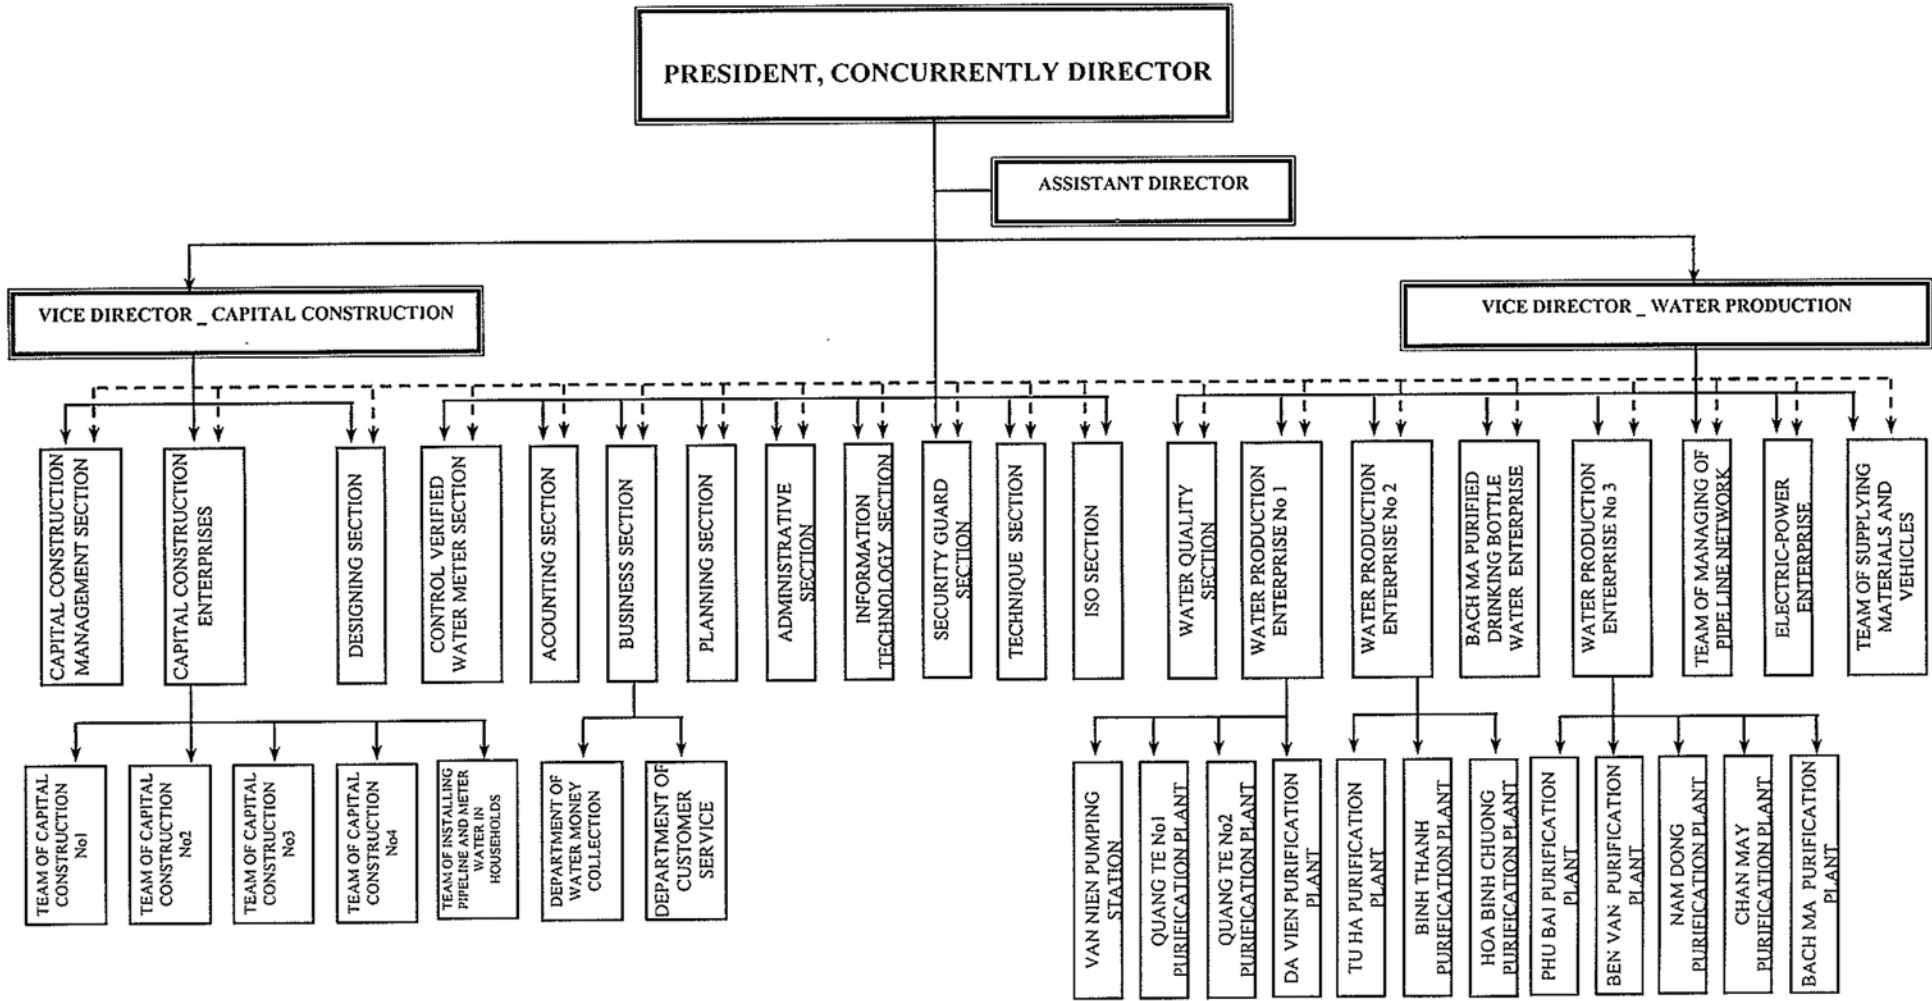 PRESIDENT, CONCURRENTLY DIRECTOR
ASSISTANT DIRECTOR
VICE DIRECTOR _ CAPITAL CONSTRUCTION
VICE DIRECTOR _ WATER PRODUCTION
CAPITAL CONSTRUCTION
MANAGEMENT SECTION
CAPITAL CONSTRUCTION
ENTERPRISES
DESIGNING SECTION
CONTROL VERIFIED
WATER METER SECTION
ACOUNTING SECTION
BUSINESS SECTION
PLANNING SECTION
ADMINISTRATIVE
SECTION
INFORMATION
TECHNOLOGY SECTION
SECURITY GUARD
SECTION
TECHNIQUE SECTION
ISO SECTION
WATER QUALITY
SECTION
WATER PRODUCTION
ENTERPRISE No 1
WATER PRODUCTION
ENTERPRISE No 2
BACH MA PURIFIED
DRINKING BOTTLE
WATER ENTERPRISE
WATER PRODUCTION
ENTERPRISE No 3
TEAM OF MANAGING OF
PIPE LINE NETWORK
ELECTRIC-POWER
ENTERPRISE
TEAM OF SUPPLYING
MATERIALS AND
VEHICLES
TEAM OF CAPITAL
CONSTRUCTION
No1
TEAM OF CAPITAL
CONSTRUCTION
No2
TEAM OF CAPITAL
CONSTRUCTION
No3
TEAM OF CAPITAL
CONSTRUCTION
No4
TEAM OF INSTALLING
PIPELINE AND METER
WATER IN
HOUSEHOLDS
DEPARTMENT OF
WATER MONEY
COLLECTION
DEPARTMENT OF
CUSTOMER
SERVICE
VAN NIEN PUMPING
STATION
QUANG TE No1
PURIFICATION PLANT
QUANG TE No2
PURIFICATION PLANT
DA VIEN PURIFICATION
PLANT
TU HA PURIFICATION
PLANT
BINH THANH
PURIFICATION PLANT
HOA BINH CHUONG
PURIFICATION PLANT
PHU BAI PURIFICATION
PLANT
BEN VAN PURIFICATION
PLANT
NAM DONG
PURIFICATION PLANT
CHAN MAY
PURIFICATION PLANT
BACH MA PURIFICATION
PLANT